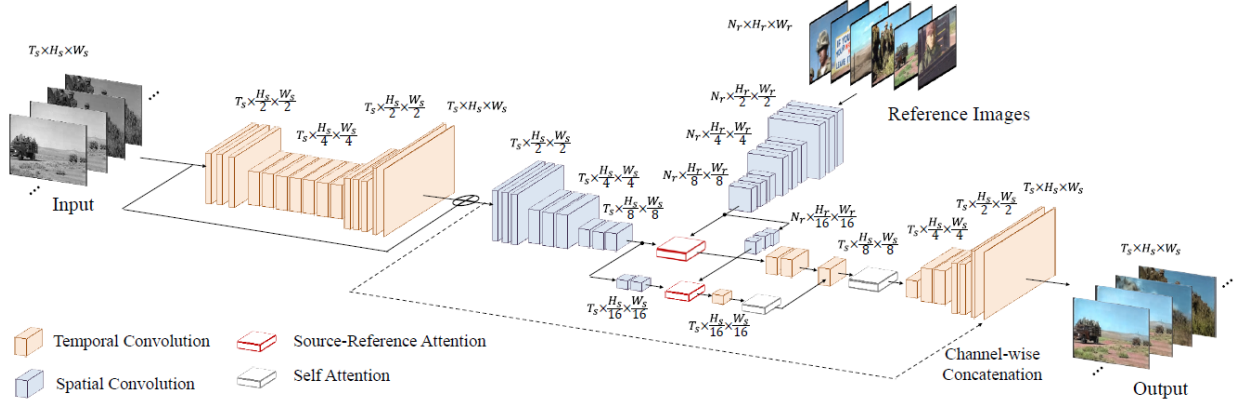 T_s×H_s×W_s
Input
T_s×H_s/2×W_s/2
T_s×H_s/4×W_s/4
T_s×H_s/2×W_s/2
T_s×H_s×W_s
T_s×H_s/2×W_s/2
T_s×H_s/4×W_s/4
T_s×H_s/8×W_s/8
N_r×H_r×W_r
Reference Images
N_r×H_r/2×W_r/2
N_r×H_r/4×W_r/4
N_r×H_r/8×W_r/8
N_r×H_r/16×W_r/16
T_s×H_s/16×W_s/16
T_s×H_s/16×W_s/16
T_s×H_s/8×W_s/8
T_s×H_s/4×W_s/4
T_s×H_s/2×W_s/2
T_s×H_s×W_s
T_s×H_s×W_s
Channel-wise
Concatenation
Output
Temporal Convolution
Source-Reference Attention
Spatial Convolution
Self Attention